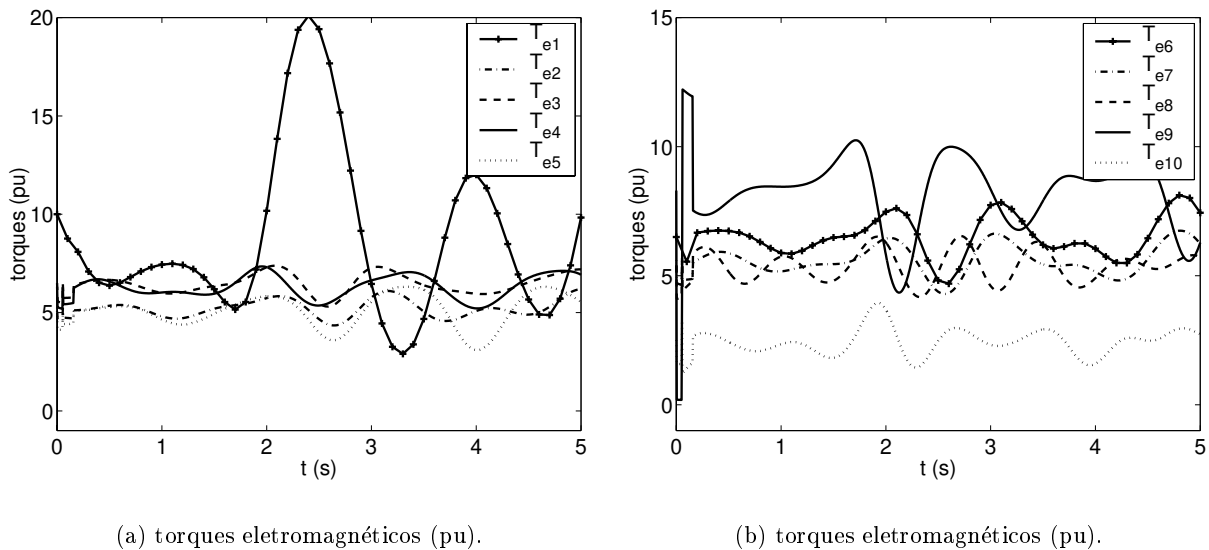 20
15
10
5
0
torques (pu)
0 1 2 3 4 5
t (s)
T e1
T e2
T e3
T e4
T e5
(a) torques eletromagnéticos (pu).
15
10
5
0
torques (pu)
0 1 2 3 4 5
t (s)
T e6
T e7
T e8
T e9
T e10
(b) torques eletromagnéticos (pu).